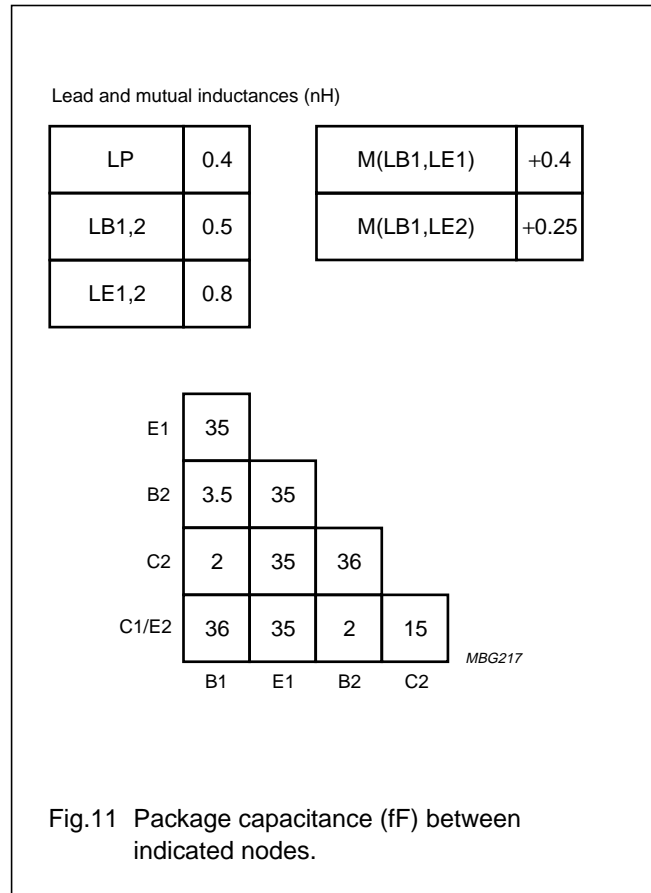 Lead and mutual inductances (nH)
LP 0.4 M(LB1,LE1) +0.4
LB1,2 0.5 M(LB1,LE2) +0.25
LE1,2 0.8
E1 35
B2 3.5 35
C2 2 35 36
C1/E2 36 35 2 15
MBG217
B1 E1 B2 C2
Fig.11 Package capacitance (fF) between
indicated nodes.